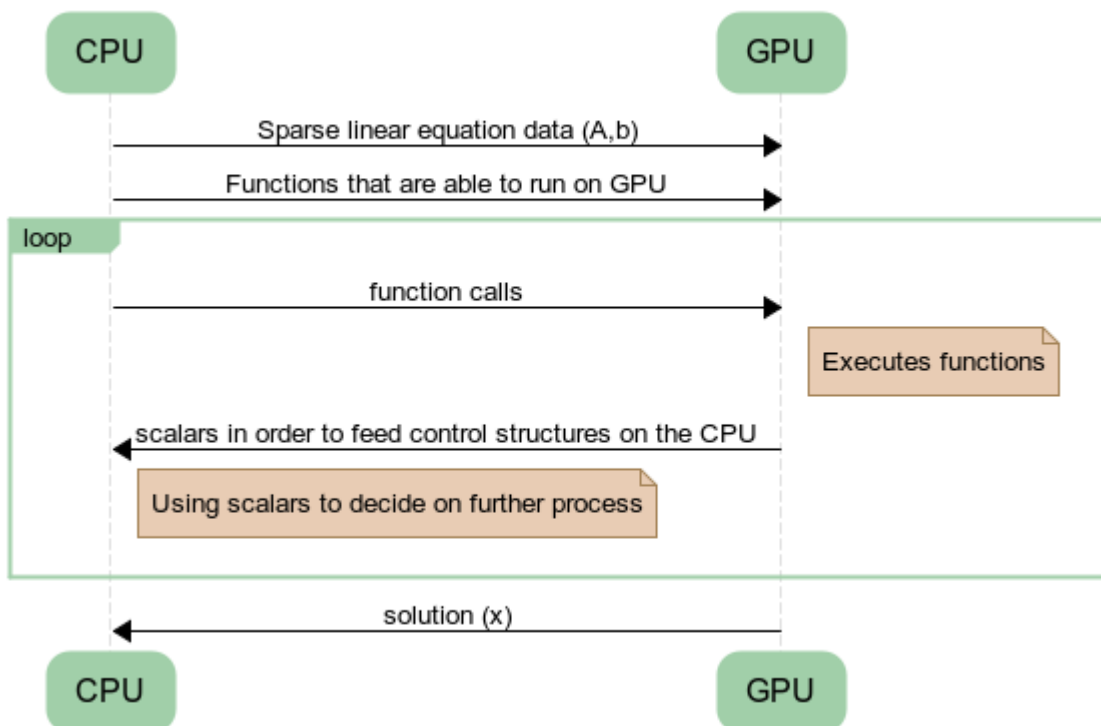 CPU
GPU
Sparse linear equation data (A,b)
Functions that are able to run on GPU
loop
function calls
Executes functions
scalars in order to feed control structures on the CPU
Using scalars to decide on further process
solution (x)
CPU
GPU